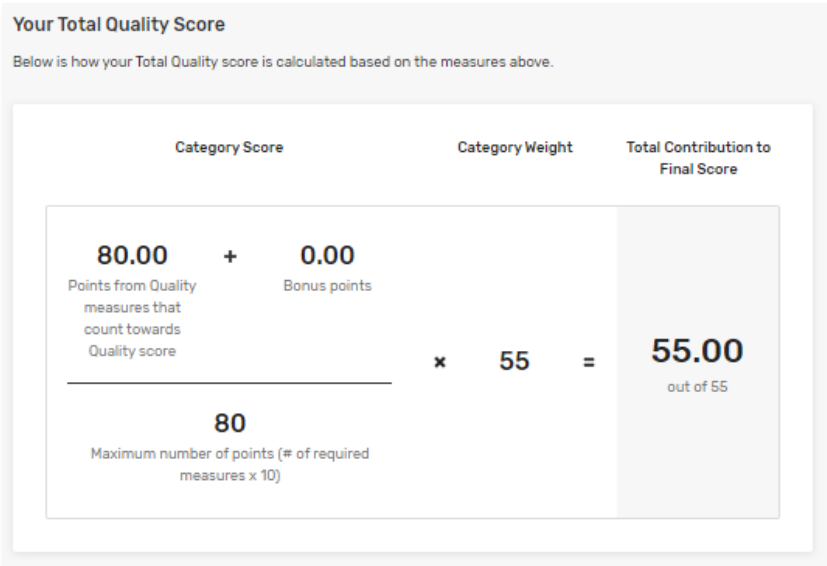 Your Total Quality Score
Below is how your Total Quality score is calculated based on the measures above.
Category Score
Category Weight
Total Contribution to
Final Score
80.00 + 0.00
Points from Quality
measures that
count towards
Quality score
Bonus points
80
Maximum number of points (# of required
measures x 10)
× 55 =
55.00
out of 55